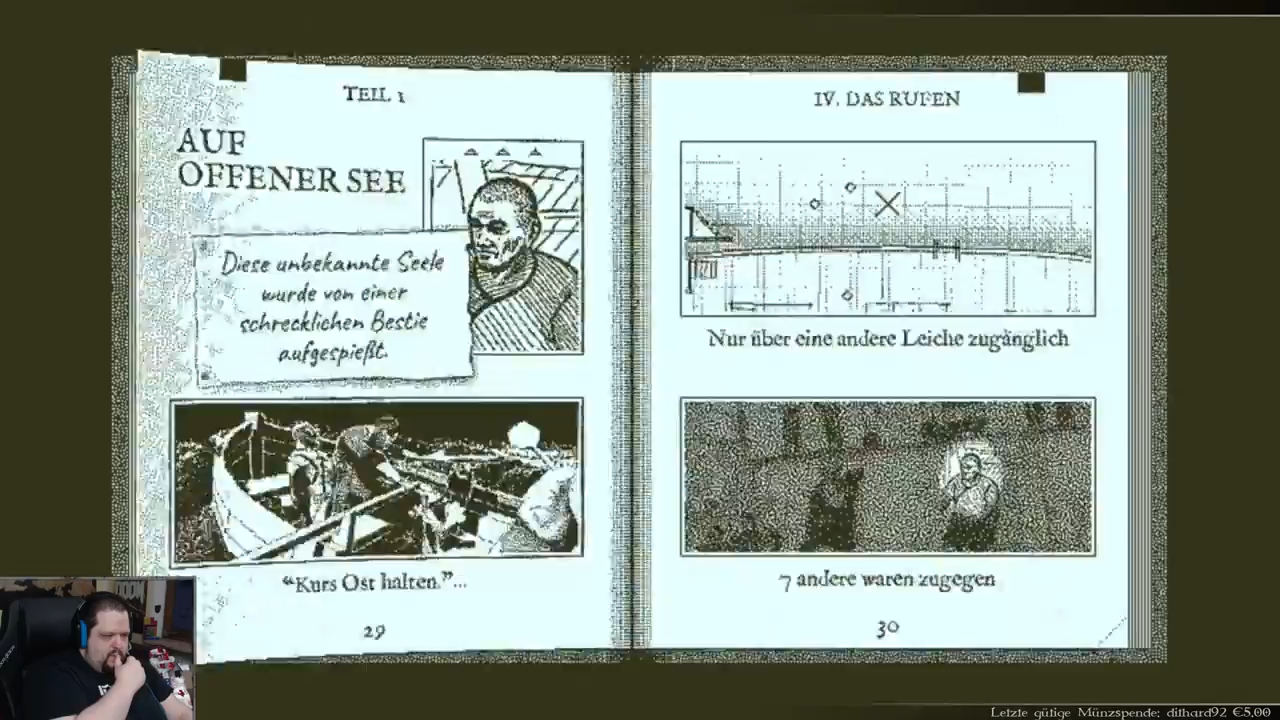 TEIL 1
AUF
OFFENER SEE
Diese unbekannte Seele
wurde von einer
schrecklichen Bestie
aufgespießt.
“Kurs Ost halten.”...
29
IV. DAS RUFEN
Nur über eine andere Leiche zugänglich
7 andere waren zugegen
30
Letzte gütige Münzspende: dithard92 €5,00